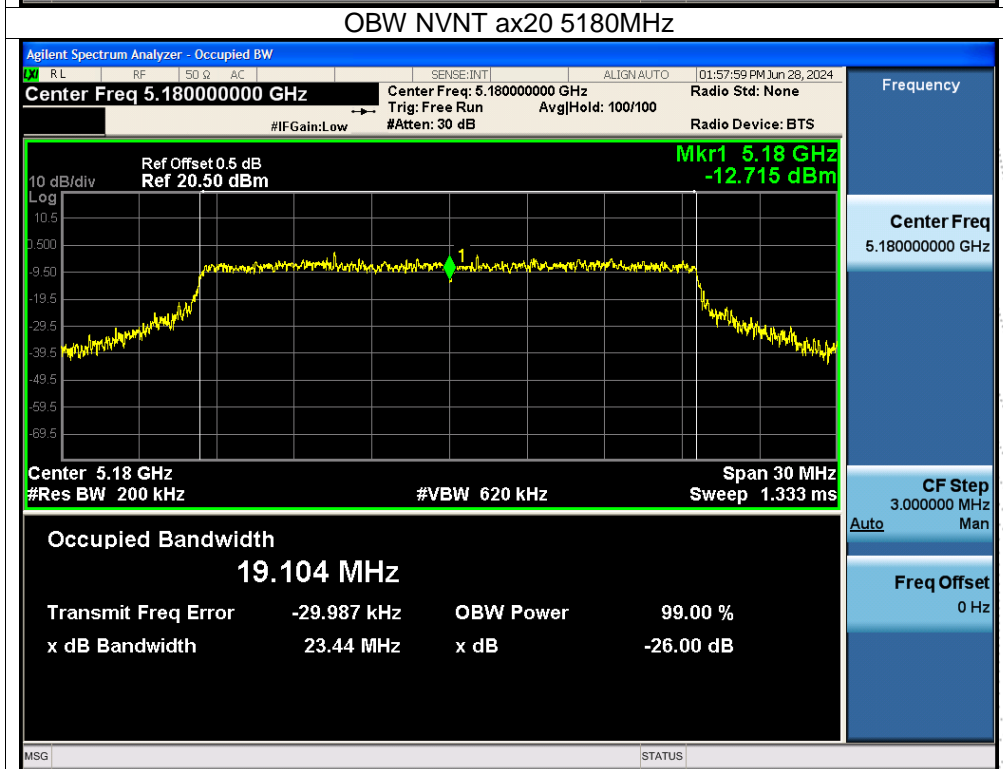 OBW NVNT ax20 5180MHz
Agilent Spectrum Analyzer - Occupied BW
LXI RL RF 50 Ω AC SENSE:INT ALIGN AUTO 01:57:59 PM Jun 28, 2024
Center Freq 5.180000000 GHz Center Freq: 5.180000000 GHz Radio Std: None
Trig: Free Run Avg|Hold: 100/100
#IFGain:Low #Atten: 30 dB Radio Device: BTS
Frequency
Mkr1 5.18 GHz
Ref Offset 0.5 dB
10 dB/div Ref 20.50 dBm -12.715 dBm
Log
10.5
0.500
1
-9.50
-19.5
-29.5
-39.5
-49.5
-59.5
-69.5
Center 5.18 GHz Span 30 MHz
#Res BW 200 kHz #VBW 620 kHz Sweep 1.333 ms
Center Freq
5.180000000 GHz
CF Step
3.000000 MHz
Auto Man
Freq Offset
0 Hz
Occupied Bandwidth
19.104 MHz
Transmit Freq Error -29.987 kHz OBW Power 99.00 %
x dB Bandwidth 23.44 MHz x dB -26.00 dB
MSG STATUS